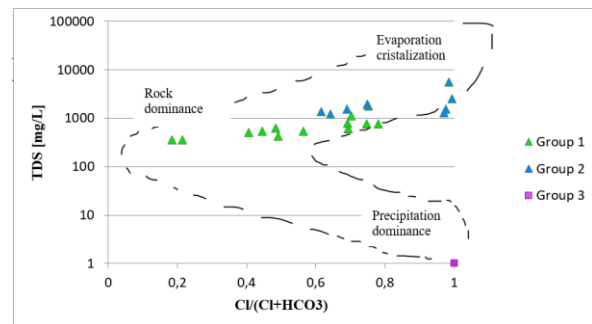 100000
10000
1000
100
10
1
TDS [mg/L]
Evaporation
cristalization
Rock
dominance
Precipitation
dominance
0
0,2
0,4
0,6
0,8
1
Cl/(Cl+HCO3)
Group 1
Group 2
Group 3